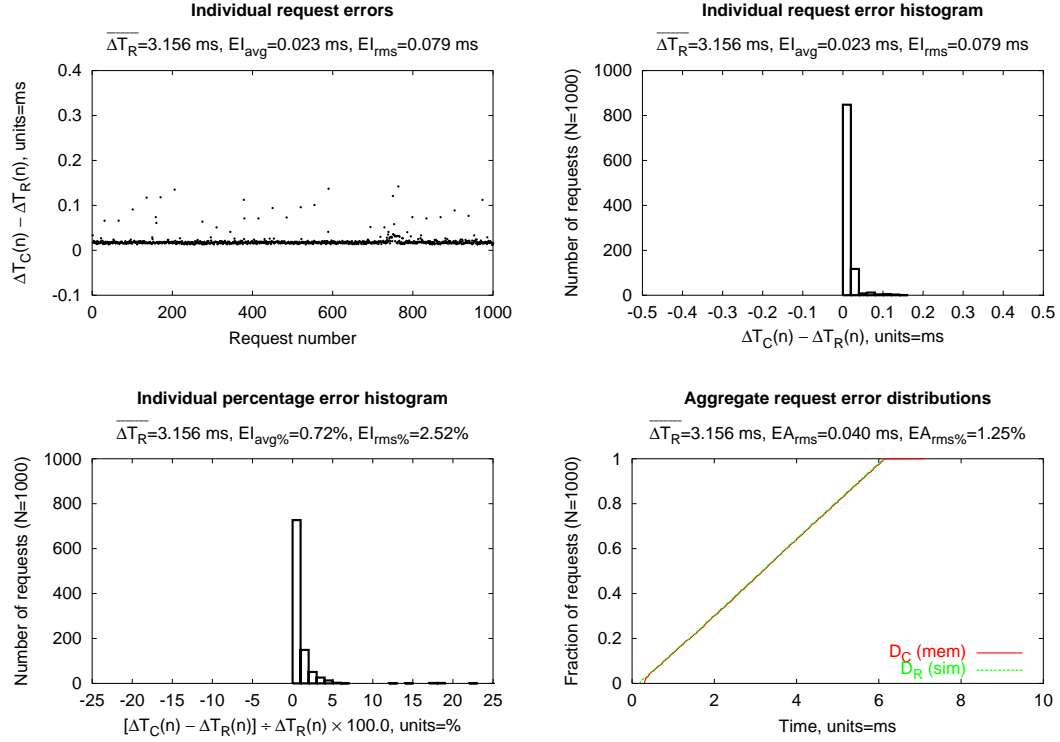 Individual request errors
ΔT_R=3.156 ms, EI_avg=0.023 ms, EI_rms=0.079 ms
ΔT_C(n) − ΔT_R(n), units=ms
0.4
0.3
0.2
0.1
0
-0.1
0 200 400 600 800 1000
Request number
Individual request error histogram
ΔT_R=3.156 ms, EI_avg=0.023 ms, EI_rms=0.079 ms
Number of requests (N=1000)
1000
800
600
400
200
0
-0.5 -0.4 -0.3 -0.2 -0.1 0 0.1 0.2 0.3 0.4 0.5
ΔT_C(n) − ΔT_R(n), units=ms
Individual percentage error histogram
ΔT_R=3.156 ms, EI_avg%=0.72%, EI_rms%=2.52%
Number of requests (N=1000)
1000
800
600
400
200
0
-25 -20 -15 -10 -5 0 5 10 15 20 25
[ΔT_C(n) − ΔT_R(n)] ÷ ΔT_R(n) × 100.0, units=%
Aggregate request error distributions
ΔT_R=3.156 ms, EA_rms=0.040 ms, EA_rms%=1.25%
Fraction of requests (N=1000)
1
0.8
0.6
0.4
0.2
0
D_C (mem)
D_R (sim)
0 2 4 6 8 10
Time, units=ms